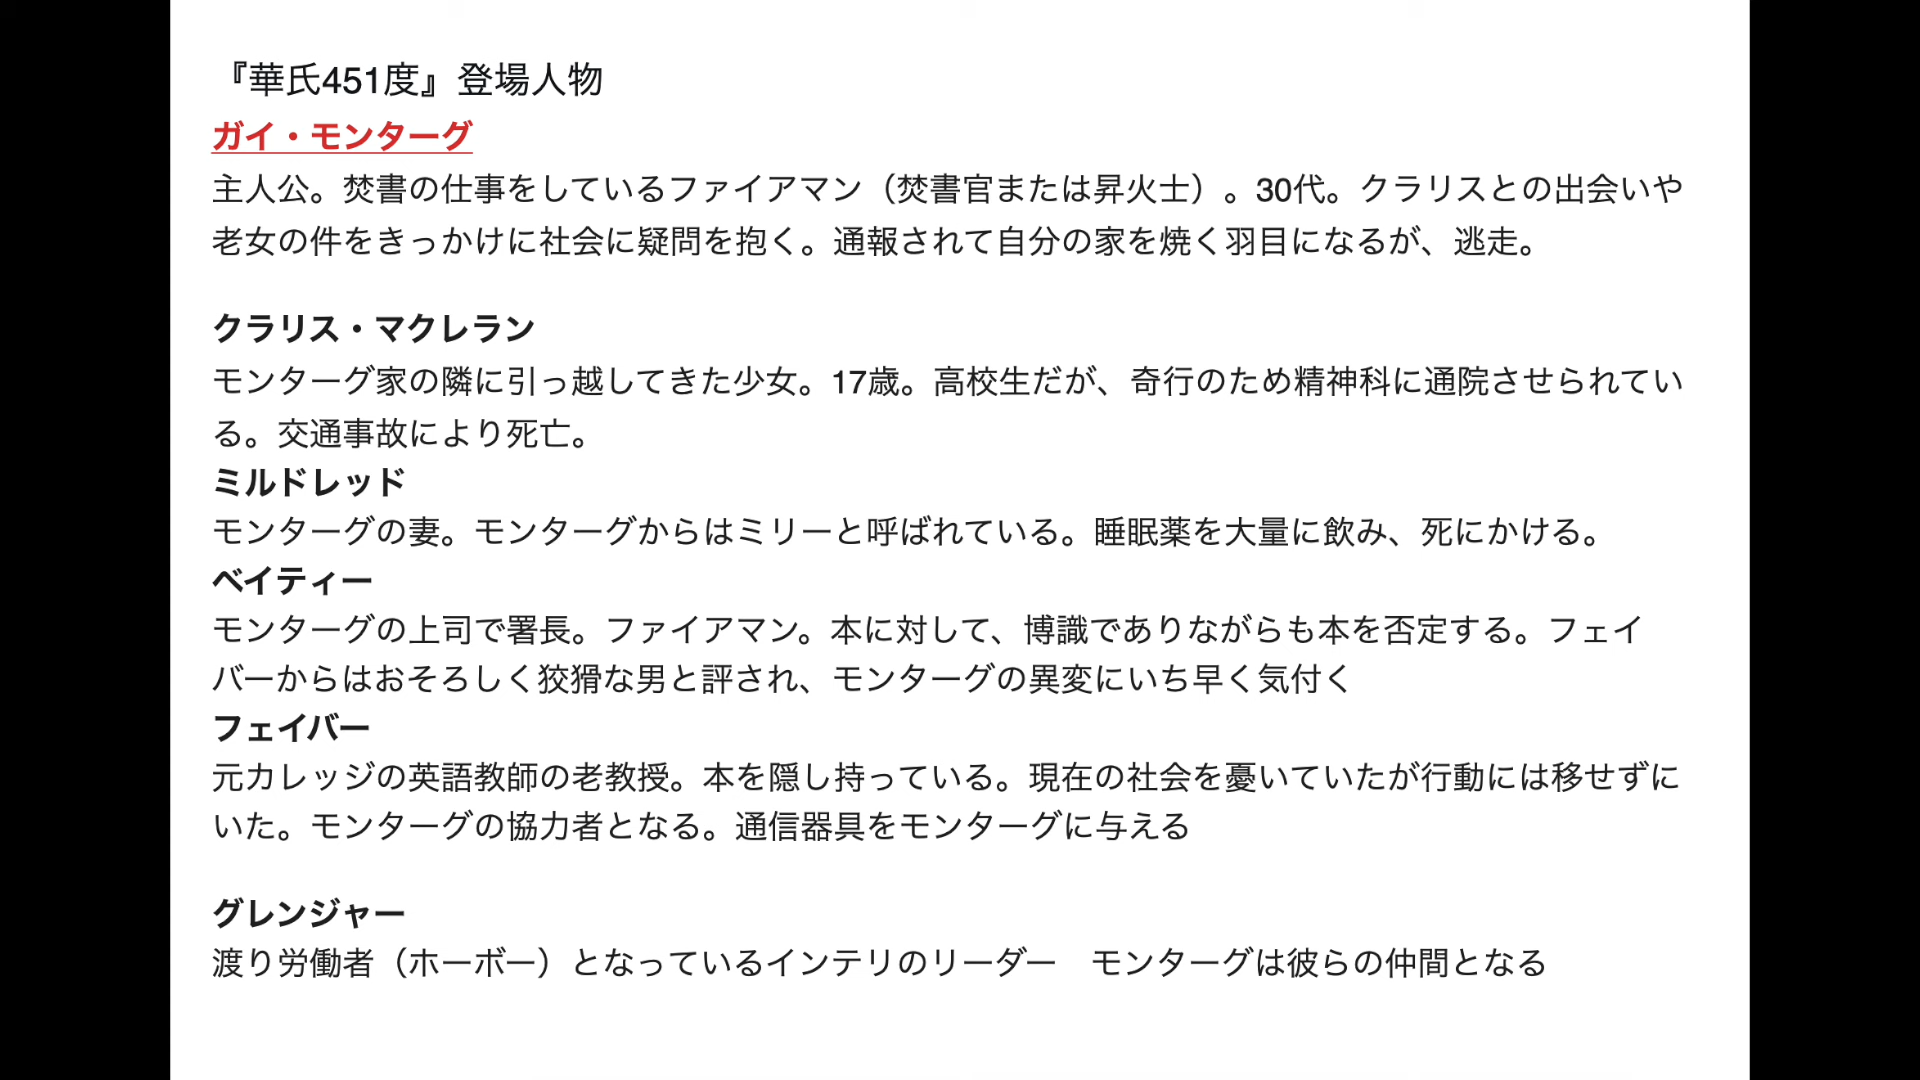 『華氏451度』登場人物
ガイ・モンターグ
主人公。焚書の仕事をしているファイアマン（焚書官または昇火士）。30代。クラリスとの出会いや
老女の件をきっかけに社会に疑問を抱く。通報されて自分の家を焼く羽目になるが、逃走。
クラリス・マクレラン
モンターグ家の隣に引っ越してきた少女。17歳。高校生だが、奇行のため精神科に通院させられてい
る。交通事故により死亡。
ミルドレッド
モンターグの妻。モンターグからはミリーと呼ばれている。睡眠薬を大量に飲み、死にかける。
ベイティー
モンターグの上司で署長。ファイアマン。本に対して、博識でありながらも本を否定する。フェイ
バーからはおそろしく狡猾な男と評され、モンターグの異変にいち早く気付く
フェイバー
元カレッジの英語教師の老教授。本を隠し持っている。現在の社会を憂いていたが行動には移せずに
いた。モンターグの協力者となる。通信器具をモンターグに与える
グレンジャー
渡り労働者（ホーボー）となっているインテリのリーダー　モンターグは彼らの仲間となる